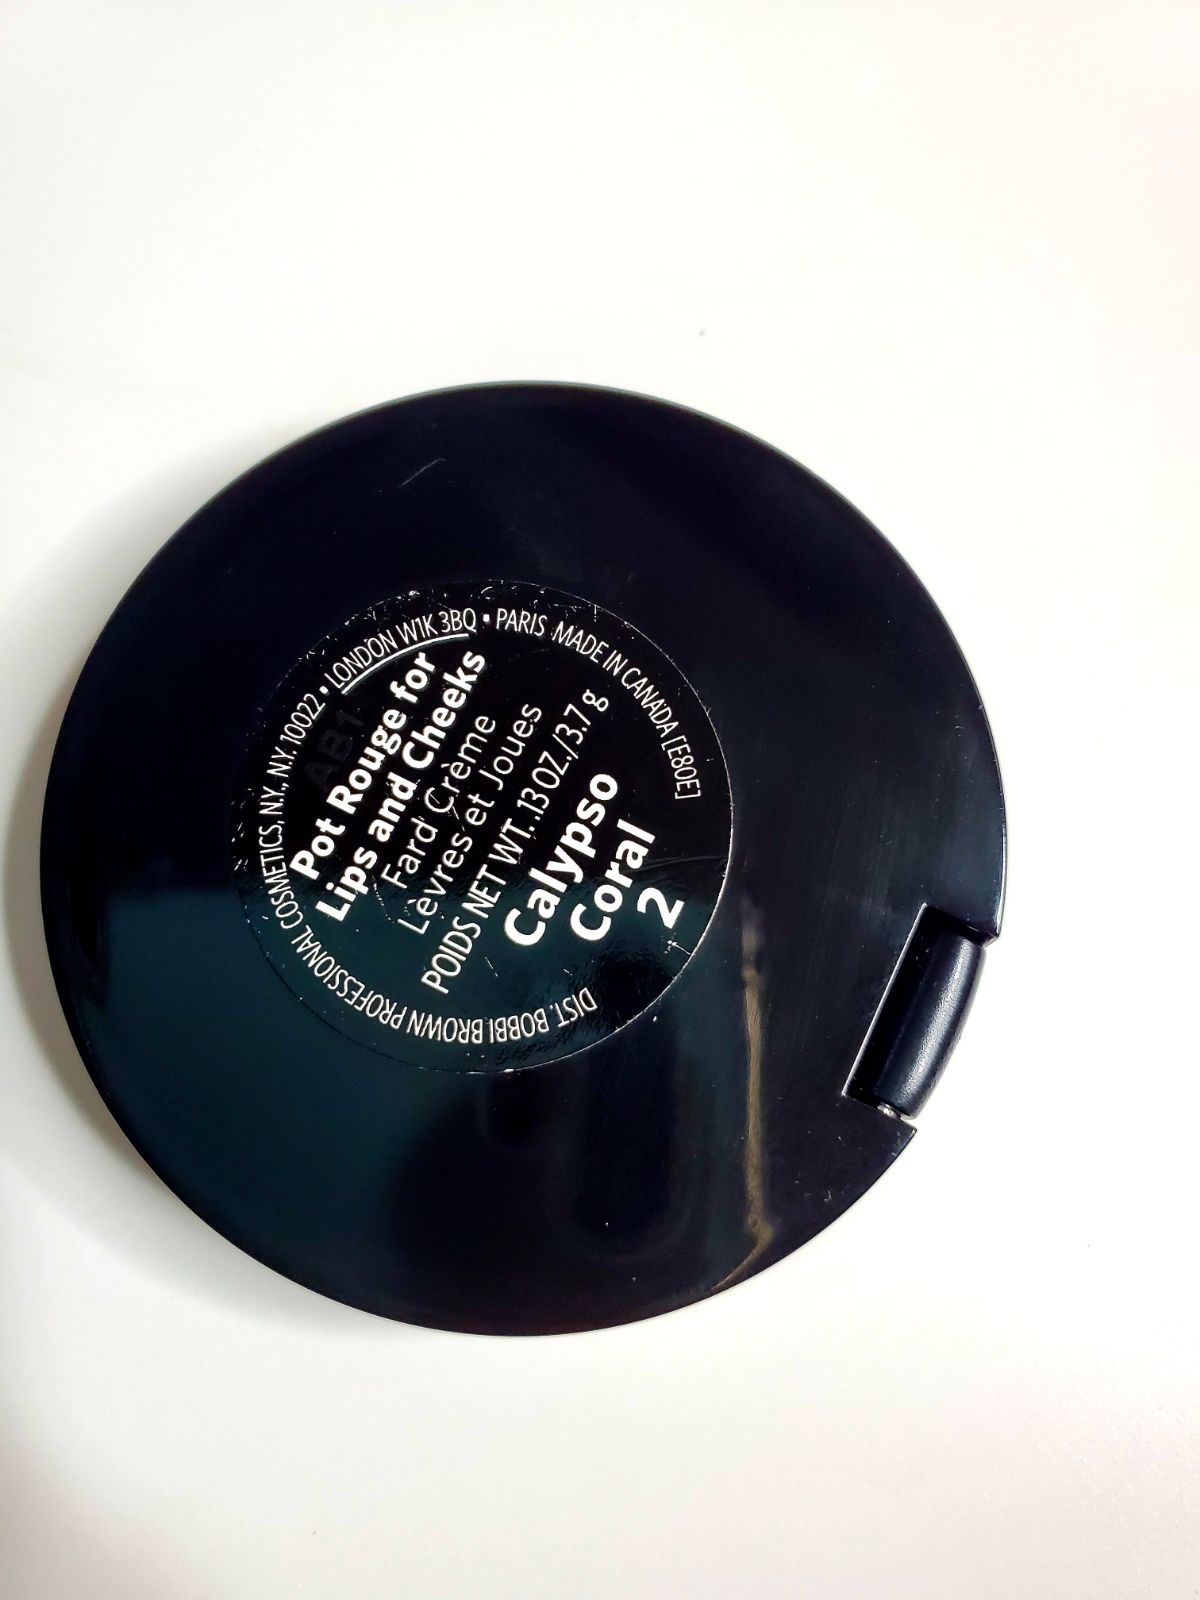 DIST. BOBBI BROWN PROFESSIONAL COSMETICS, N.Y., N.Y. 10022 • LONDON W1K 3BQ • PARIS MADE IN CANADA [E80E]
AB1
Pot Rouge for
Lips and Cheeks
Fard Crème
Lèvres et Joues
POIDS NET WT. .13 OZ./3.7 g
Calypso
Coral
2